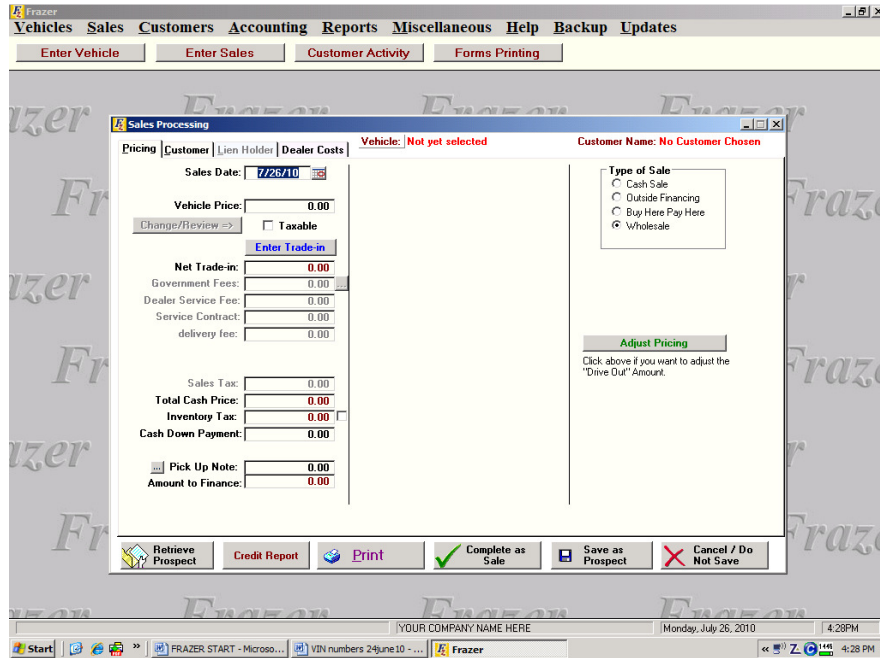 Frazer
Vehicles Sales Customers Accounting Reports Miscellaneous Help Backup Updates
Enter Vehicle Enter Sales Customer Activity Forms Printing
Sales Processing
Pricing Customer Lien Holder Dealer Costs Vehicle: Not yet selected Customer Name: No Customer Chosen
Sales Date: 7/26/10
Vehicle Price: 0.00
Change/Review => Taxable
Enter Trade-in
Net Trade-in: 0.00
Government Fees: 0.00 ...
Dealer Service Fee: 0.00
Service Contract: 0.00
delivery fee: 0.00
Sales Tax: 0.00
Total Cash Price: 0.00
Inventory Tax: 0.00
Cash Down Payment: 0.00
... Pick Up Note: 0.00
Amount to Finance: 0.00
Type of Sale
Cash Sale
Outside Financing
Buy Here Pay Here
Wholesale
Adjust Pricing
Click above if you want to adjust the
"Drive Out" Amount.
Retrieve
Prospect
Credit Report
Print
Complete as
Sale
Save as
Prospect
Cancel / Do
Not Save
Frazer Frazer Frazer
YOUR COMPANY NAME HERE Monday, July 26, 2010 4:28PM
Start » FRAZER START - Microso... VIN numbers 24june10 - ... Frazer « 4:28 PM